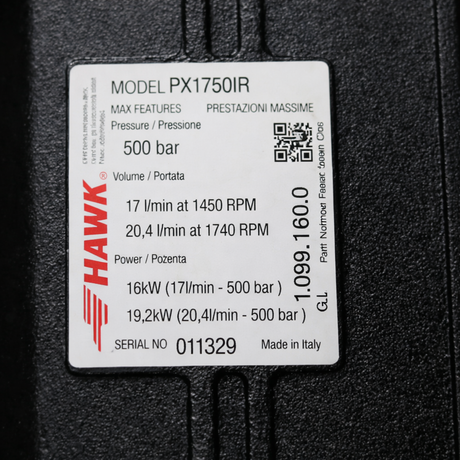 MODEL PX1750IR
MAX FEATURES PRESTAZIONI MASSIME
Pressure / Pressione
500 bar
Volume / Portata
17 l/min at 1450 RPM
20,4 l/min at 1740 RPM
Power / Pozenta
16kW (17l/min - 500 bar )
19,2kW (20,4l/min - 500 bar )
SERIAL NO 011329 Made in Italy
HAWK®
1.099.160.0